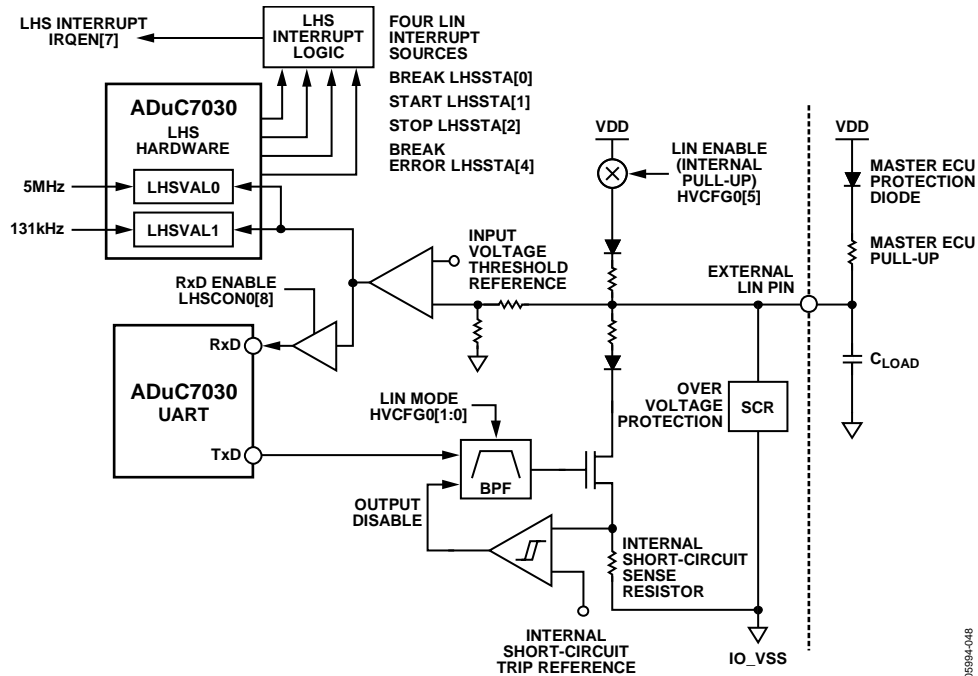 LHS INTERRUPT
IRQEN[7]
LHS
INTERRUPT
LOGIC
FOUR LIN
INTERRUPT
SOURCES
BREAK LHSSTA[0]
START LHSSTA[1]
STOP LHSSTA[2]
BREAK
ERROR LHSSTA[4]
ADuC7030
LHS
HARDWARE
5MHz
LHSVAL0
131kHz
LHSVAL1
VDD
LIN ENABLE
(INTERNAL
PULL-UP)
HVCFG0[5]
VDD
MASTER ECU
PROTECTION
DIODE
MASTER ECU
PULL-UP
INPUT
VOLTAGE
THRESHOLD
REFERENCE
EXTERNAL
LIN PIN
RxD ENABLE
LHSCON0[8]
RxD
ADuC7030
UART
TxD
CLOAD
OVER
VOLTAGE
PROTECTION
SCR
LIN MODE
HVCFG0[1:0]
BPF
OUTPUT
DISABLE
INTERNAL
SHORT-CIRCUIT
SENSE
RESISTOR
INTERNAL
SHORT-CIRCUIT
TRIP REFERENCE
IO_VSS
05994-048